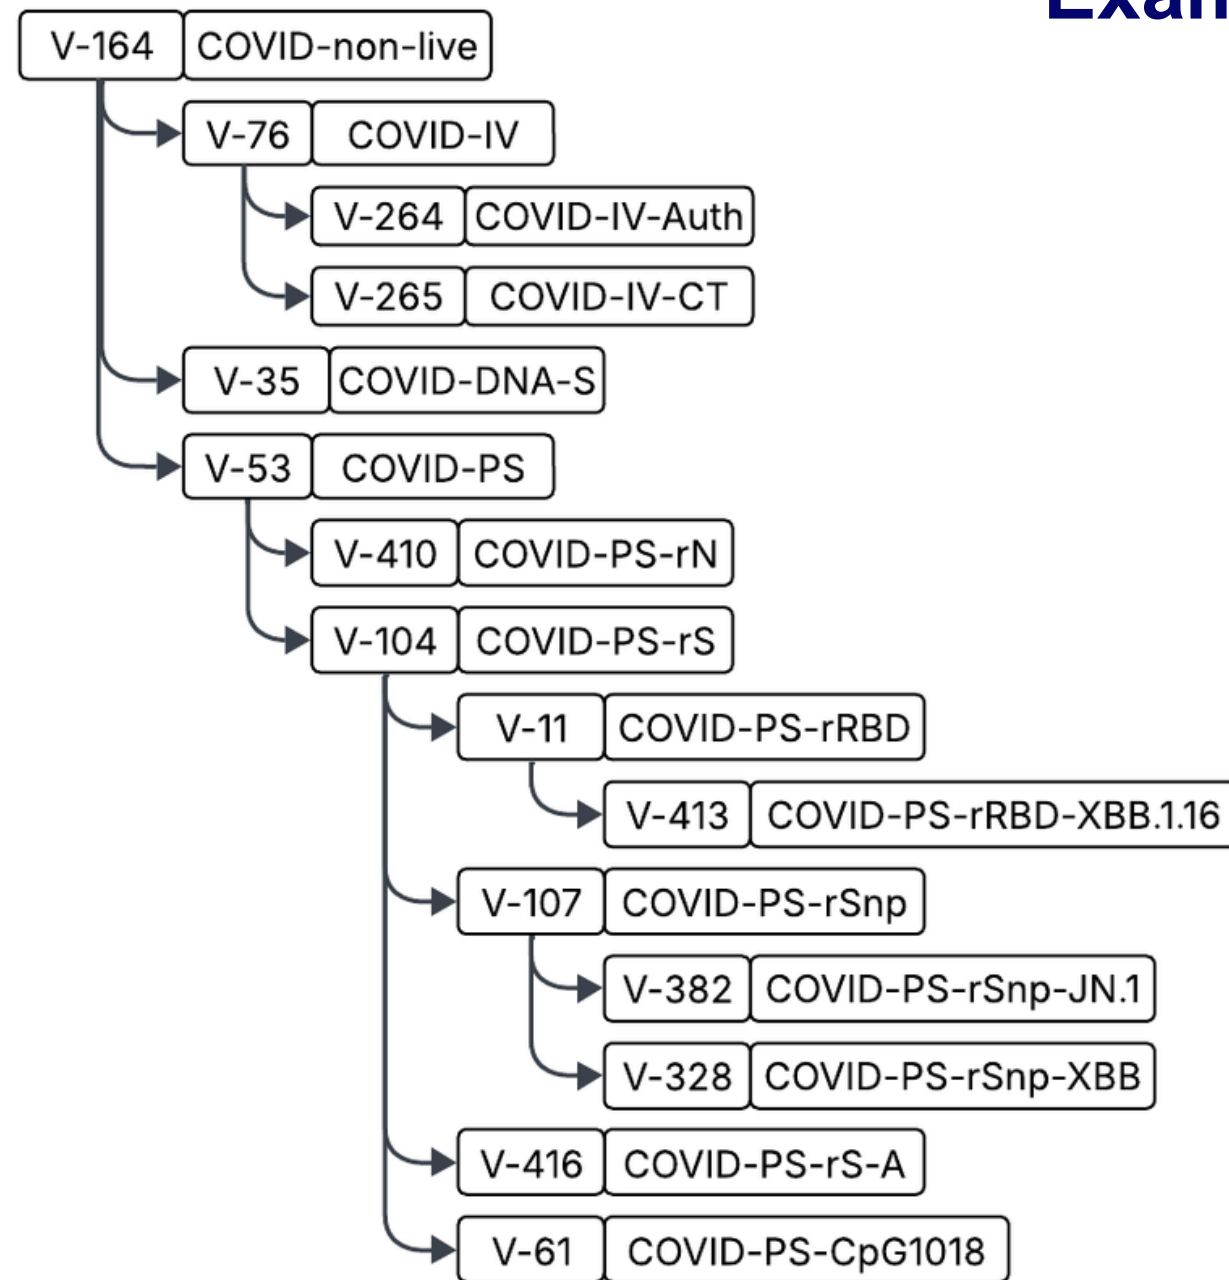 V-164 COVID-non-live
V-76 COVID-IV
V-264 COVID-IV-Auth
V-265 COVID-IV-CT
V-35 COVID-DNA-S
V-53 COVID-PS
V-410 COVID-PS-rN
V-104 COVID-PS-rS
V-11 COVID-PS-rRBD
V-413 COVID-PS-rRBD-XBB.1.16
V-107 COVID-PS-rSnp
V-382 COVID-PS-rSnp-JN.1
V-328 COVID-PS-rSnp-XBB
V-416 COVID-PS-rS-A
V-61 COVID-PS-CpG1018